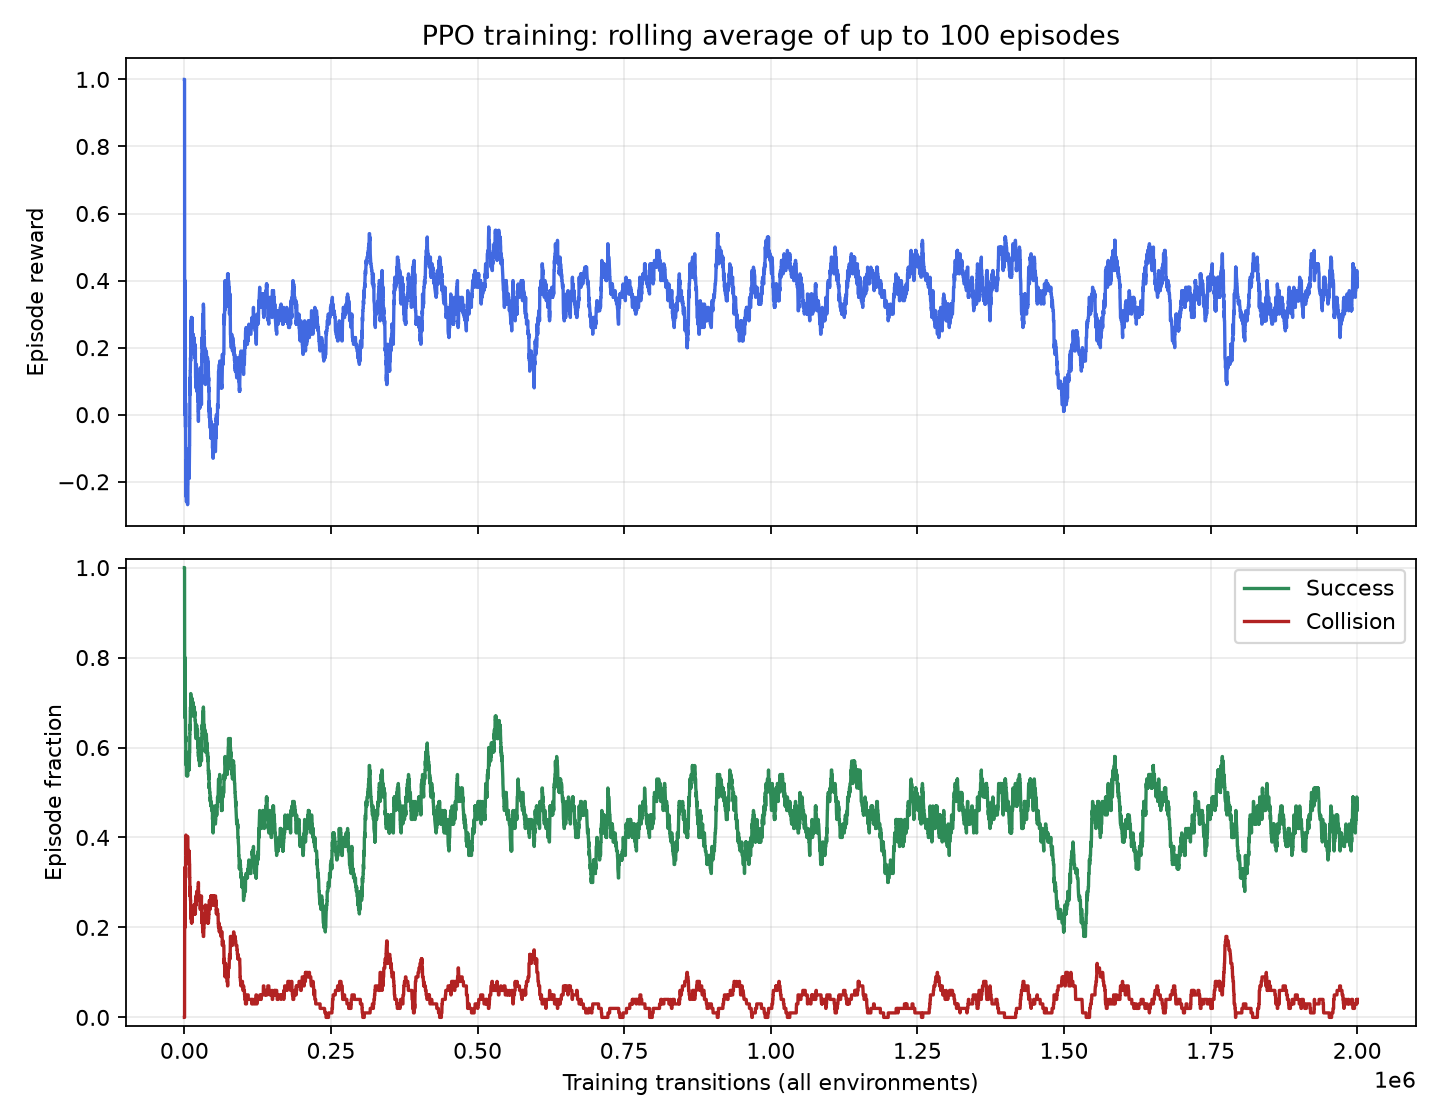 PPO training: rolling average of up to 100 episodes
Episode reward
1.0
0.8
0.6
0.4
0.2
0.0
−0.2
Episode fraction
1.0
0.8
0.6
0.4
0.2
0.0
Success
Collision
0.00 0.25 0.50 0.75 1.00 1.25 1.50 1.75 2.00
1e6
Training transitions (all environments)